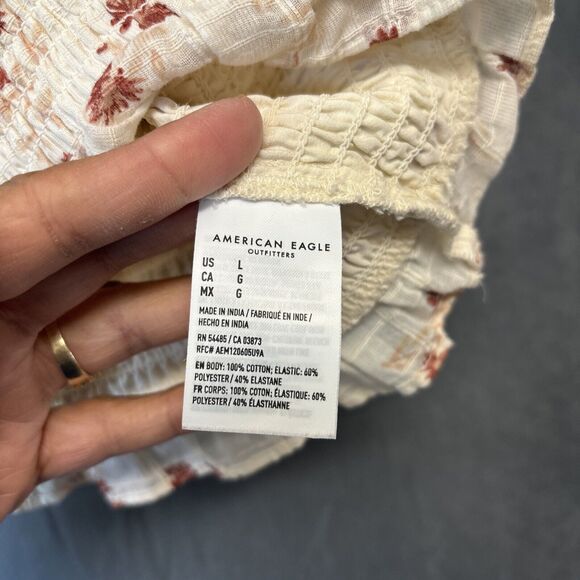 AMERICAN EAGLE
OUTFITTERS
US L
CA G
MX G
MADE IN INDIA / FABRIQUÉ EN INDE /
HECHO EN INDIA
RN 54485 / CA 03873
RFC# AEM120605U9A
EN BODY: 100% COTTON; ELASTIC: 60%
POLYESTER / 40% ELASTANE
FR CORPS: 100% COTON; ÉLASTIQUE: 60%
POLYESTER / 40% ÉLASTHANNE